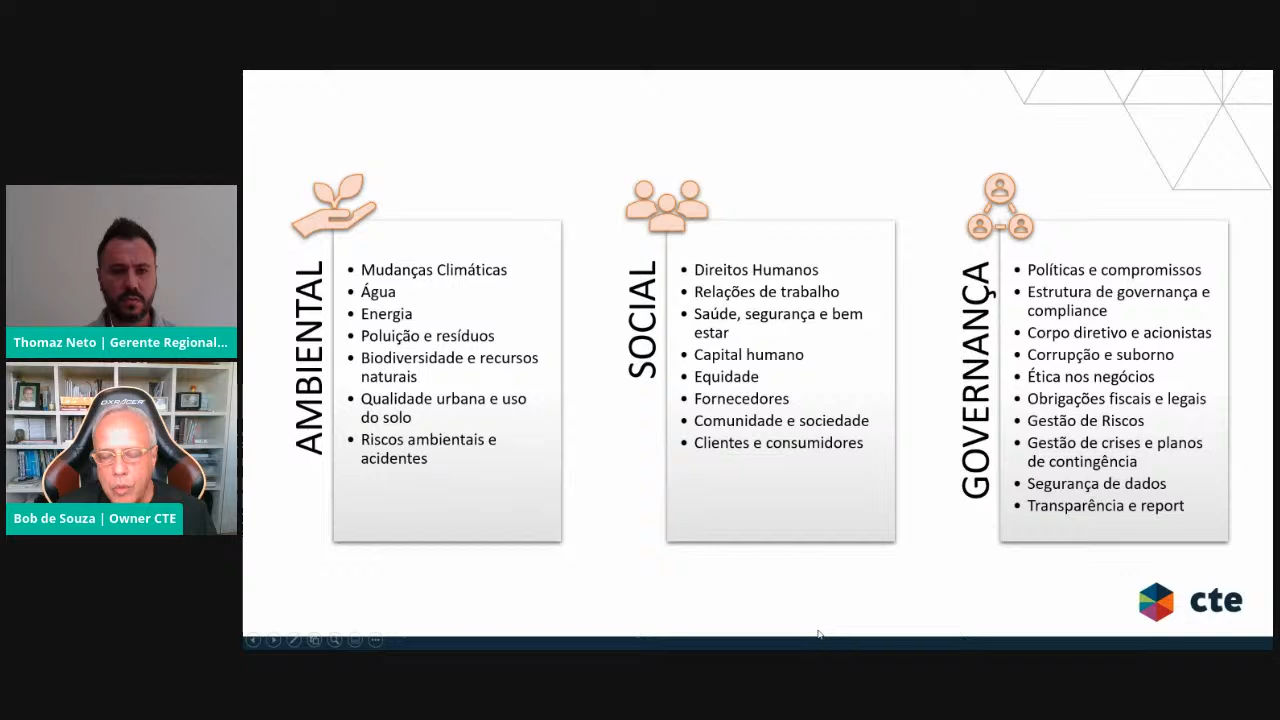 Thomaz Neto | Gerente Regional...
Bob de Souza | Owner CTE
DXRACER
AMBIENTAL
• Mudanças Climáticas
• Água
• Energia
• Poluição e resíduos
• Biodiversidade e recursos
naturais
• Qualidade urbana e uso
do solo
• Riscos ambientais e
acidentes
SOCIAL
• Direitos Humanos
• Relações de trabalho
• Saúde, segurança e bem
estar
• Capital humano
• Equidade
• Fornecedores
• Comunidade e sociedade
• Clientes e consumidores
GOVERNANÇA
• Políticas e compromissos
• Estrutura de governança e
compliance
• Corpo diretivo e acionistas
• Corrupção e suborno
• Ética nos negócios
• Obrigações fiscais e legais
• Gestão de Riscos
• Gestão de crises e planos
de contingência
• Segurança de dados
• Transparência e report
cte